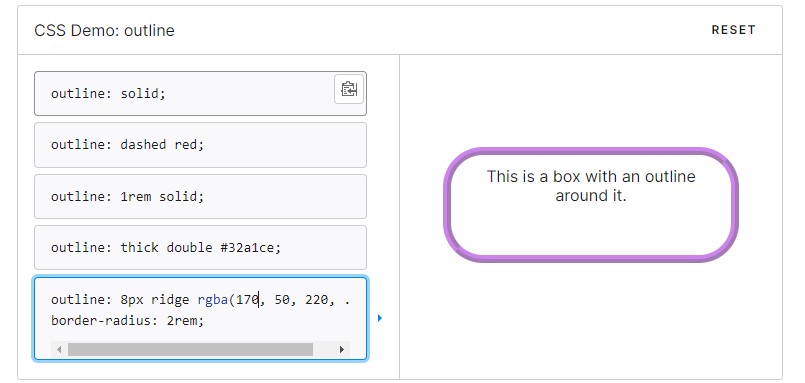 CSS Demo: outline
RESET
outline: solid;
outline: dashed red;
outline: 1rem solid;
outline: thick double #32a1ce;
outline: 8px ridge rgba(170, 50, 220, .
border-radius: 2rem;
This is a box with an outline
around it.